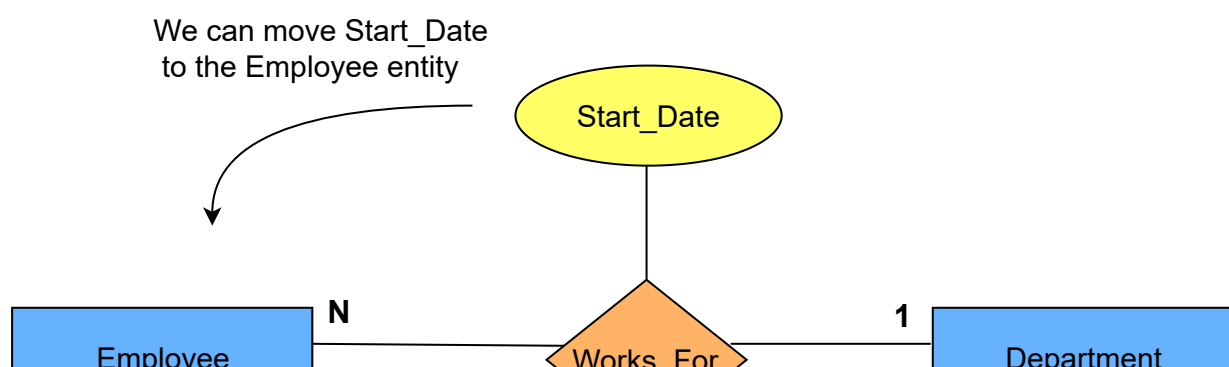 We can move Start_Date
to the Employee entity
Start_Date
N
1
Employee
Works_For
Department